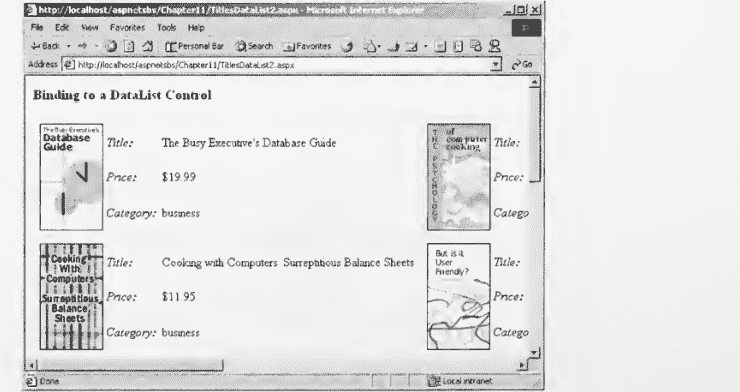 http://localhost/aspnetsbs/Chapter11/TitlesDataList2.aspx - Microsoft Internet Explorer
File Edit View Favorites Tools Help
Back Personal Bar Search Favorites
Address http://localhost/aspnetsbs/Chapter11/TitlesDataList2.aspx Go
Binding to a DataList Control
The Busy Executive's
Database
Guide
Title: The Busy Executive's Database Guide
Price: $19.99
Category: business
THE PSYCHOLOGY
of
computer
cooking
Title:
Price:
Catego
Cooking
With
Computers
Surreptitious
Balance
Sheets
Title: Cooking with Computers Surreptitious Balance Sheets
Price: $11.95
Category: business
But is it
User
Friendly?
Title:
Price:
Catego
Done Local intranet